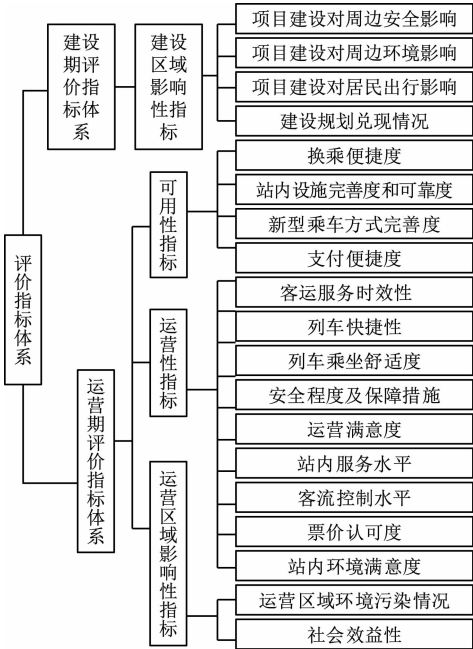 评价指标体系
建设
期评
价指
标体
系
建设
区域
影响
性指
标
项目建设对周边安全影响
项目建设对周边环境影响
项目建设对居民出行影响
建设规划兑现情况
运营期评价指标体系
可用性指标
换乘便捷度
站内设施完善度和可靠度
新型乘车方式完善度
支付便捷度
运营性指标
客运服务时效性
列车快捷性
列车乘坐舒适度
安全程度及保障措施
运营满意度
站内服务水平
客流控制水平
票价认可度
站内环境满意度
运营区域影响性指标
运营区域环境污染情况
社会效益性